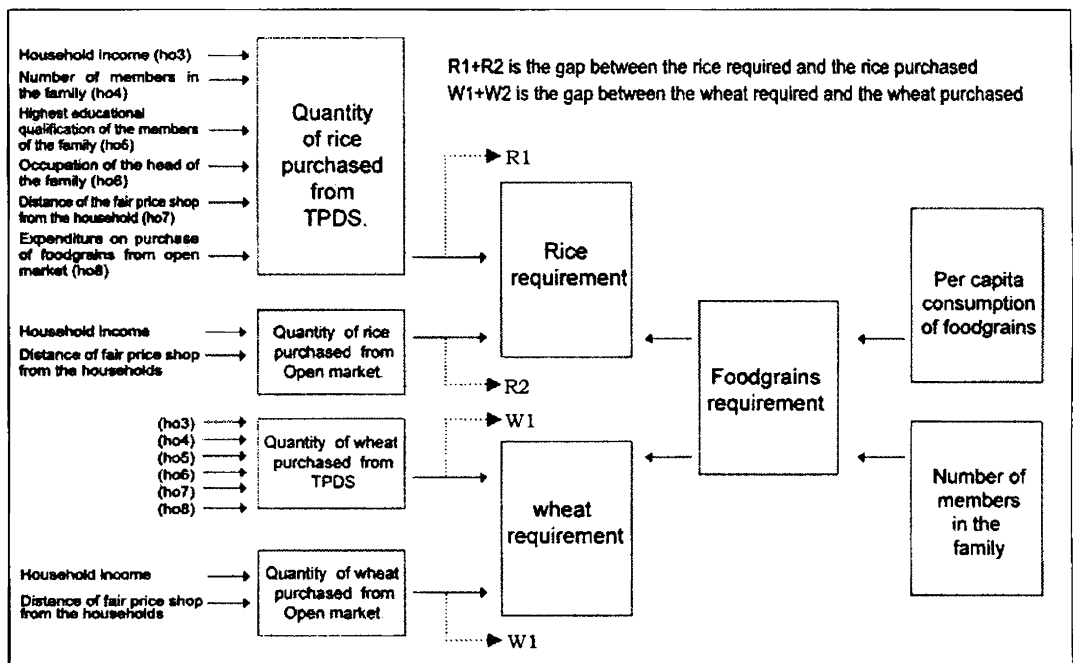 Household Income (ho3)
Number of members in
the family (ho4)
Highest educational
qualification of the members
of the family (ho6)
Occupation of the head of
the family (ho6)
Distance of the fair price shop
from the household (ho7)
Expenditure on purchase
of foodgrains from open
market (ho8)
Quantity
of rice
purchased
from
TPDS.
R1+R2 is the gap between the rice required and the rice purchased
W1+W2 is the gap between the wheat required and the wheat purchased
R1
Rice
requirement
Household Income
Distance of fair price shop
from the households
Quantity of rice
purchased from
Open market.
R2
(ho3)
(ho4)
(ho5)
(ho6)
(ho7)
(ho8)
Quantity of wheat
purchased from
TPDS
W1
wheat
requirement
Household Income
Distance of fair price shop
from the households
Quantity of wheat
purchased from
Open market
W1
Foodgrains
requirement
Per capita
consumption
of foodgrains
Number of
members
in the
family